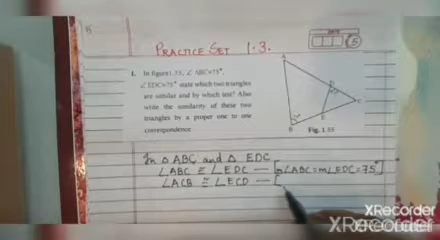 PRACTICE SET 1.3.
1. In figure 1.55, ∠ ABC=75°,
∠ EDC=75° state which two triangles
are similar and by which test? Also
write the similarity of these two
triangles by a proper one to one
correspondence.
A
D
C
B
E
Fig. 1.55
In △ ABC and △ EDC
∠ABC ≅ ∠EDC — [m∠ABC=m∠EDC=75°]
∠ACB ≅ ∠ECD — [
XRecorder
XRecorder